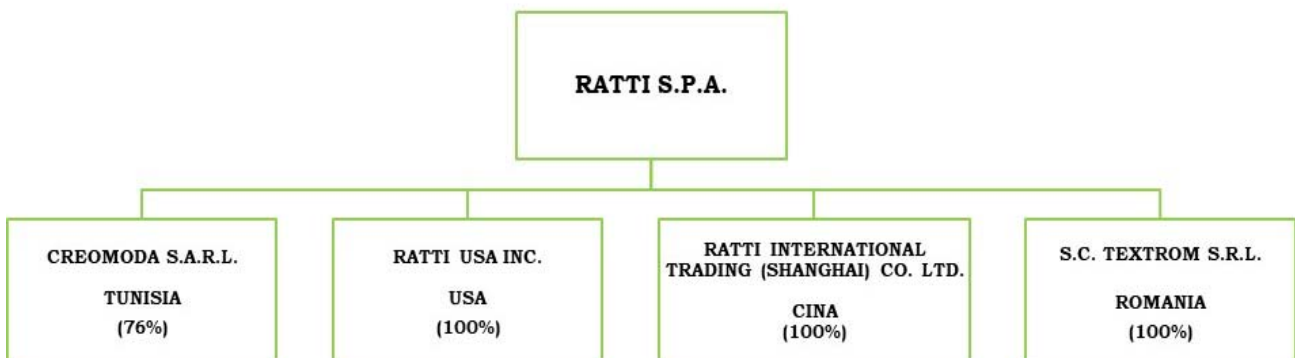 RATTI S.P.A.
CREOMODA S.A.R.L.
TUNISIA
(76%)
RATTI USA INC.
USA
(100%)
RATTI INTERNATIONAL
TRADING (SHANGHAI) CO. LTD.
CINA
(100%)
S.C. TEXTROM S.R.L.
ROMANIA
(100%)